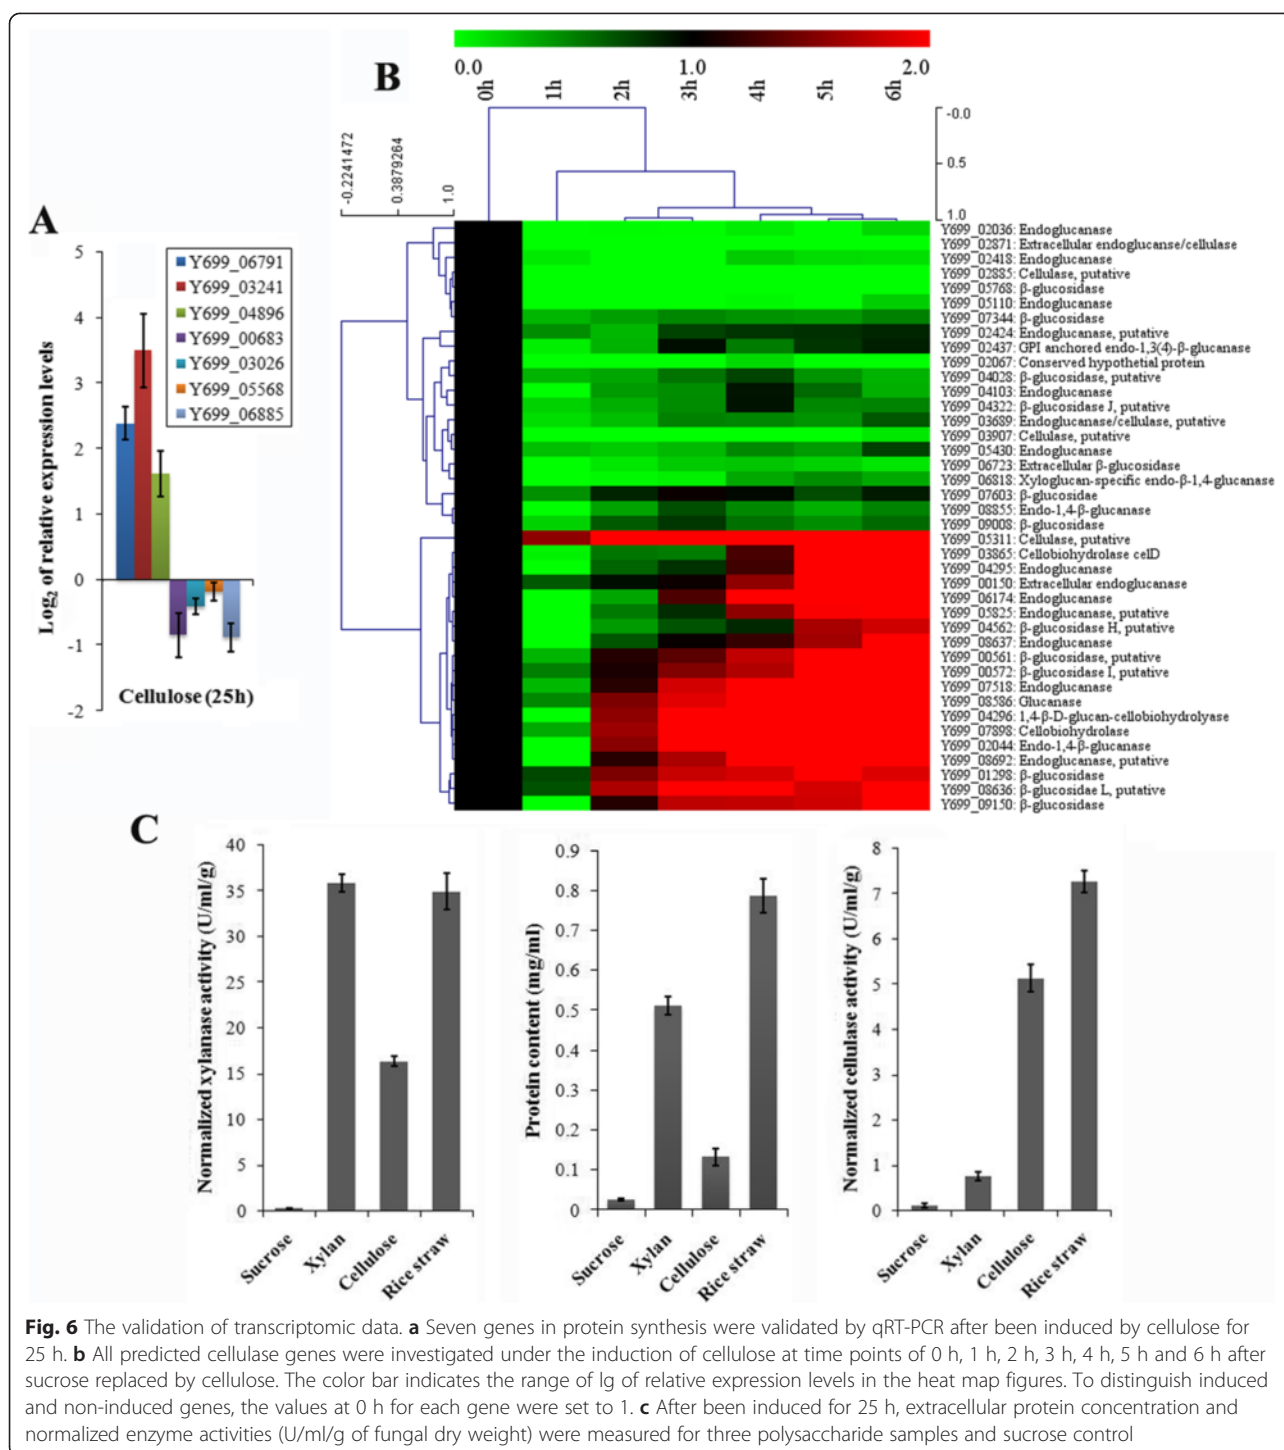 B
0.0 1.0 2.0
0h 1h 2h 3h 4h 5h 6h
-0.2241472 0.3879264 1.0
-0.0
0.5
1.0
A
5
4
3
2
1
0
-1
-2
Log2 of relative expression levels
Y699_06791
Y699_03241
Y699_04896
Y699_00683
Y699_03026
Y699_05568
Y699_06885
Cellulose (25h)
Y699_02036: Endoglucanase
Y699_02871: Extracellular endoglucanse/cellulase
Y699_02418: Endoglucanase
Y699_02885: Cellulase, putative
Y699_05768: β-glucosidase
Y699_05110: Endoglucanase
Y699_07344: β-glucosidase
Y699_02424: Endoglucanase, putative
Y699_02437: GPI anchored endo-1,3(4)-β-glucanase
Y699_02067: Conserved hypothetial protein
Y699_04028: β-glucosidase, putative
Y699_04103: Endoglucanase
Y699_04322: β-glucosidase J, putative
Y699_03689: Endoglucanase/cellulase, putative
Y699_03907: Cellulase, putative
Y699_05430: Endoglucanase
Y699_06723: Extracellular β-glucosidase
Y699_06818: Xyloglucan-specific endo-β-1,4-glucanase
Y699_07603: β-glucosidae
Y699_08855: Endo-1,4-β-glucanase
Y699_09008: β-glucosidase
Y699_05311: Cellulase, putative
Y699_03865: Cellobiohydrolase celD
Y699_04295: Endoglucanase
Y699_00150: Extracellular endoglucanase
Y699_06174: Endoglucanase
Y699_05825: Endoglucanase, putative
Y699_04562: β-glucosidase H, putative
Y699_08637: Endoglucanase
Y699_00561: β-glucosidase, putative
Y699_00572: β-glucosidase I, putative
Y699_07518: Endoglucanase
Y699_08586: Glucanase
Y699_04296: 1,4-β-D-glucan-cellobiohydrolyase
Y699_07898: Cellobiohydrolase
Y699_02044: Endo-1,4-β-glucanase
Y699_08692: Endoglucanase, putative
Y699_01298: β-glucosidase
Y699_08636: β-glucosidae L, putative
Y699_09150: β-glucosidase
C
Normalized xylanase activity (U/ml/g)
40
35
30
25
20
15
10
5
0
Sucrose Xylan Cellulose Rice straw
Protein content (mg/ml)
0.9
0.8
0.7
0.6
0.5
0.4
0.3
0.2
0.1
0
Sucrose Xylan Cellulose Rice straw
Normalized cellulase activity (U/ml/g)
8
7
6
5
4
3
2
1
0
Sucrose Xylan Cellulose Rice straw
Fig. 6 The validation of transcriptomic data. a Seven genes in protein synthesis were validated by qRT-PCR after been induced by cellulose for
25 h. b All predicted cellulase genes were investigated under the induction of cellulose at time points of 0 h, 1 h, 2 h, 3 h, 4 h, 5 h and 6 h after
sucrose replaced by cellulose. The color bar indicates the range of lg of relative expression levels in the heat map figures. To distinguish induced
and non-induced genes, the values at 0 h for each gene were set to 1. c After been induced for 25 h, extracellular protein concentration and
normalized enzyme activities (U/ml/g of fungal dry weight) were measured for three polysaccharide samples and sucrose control